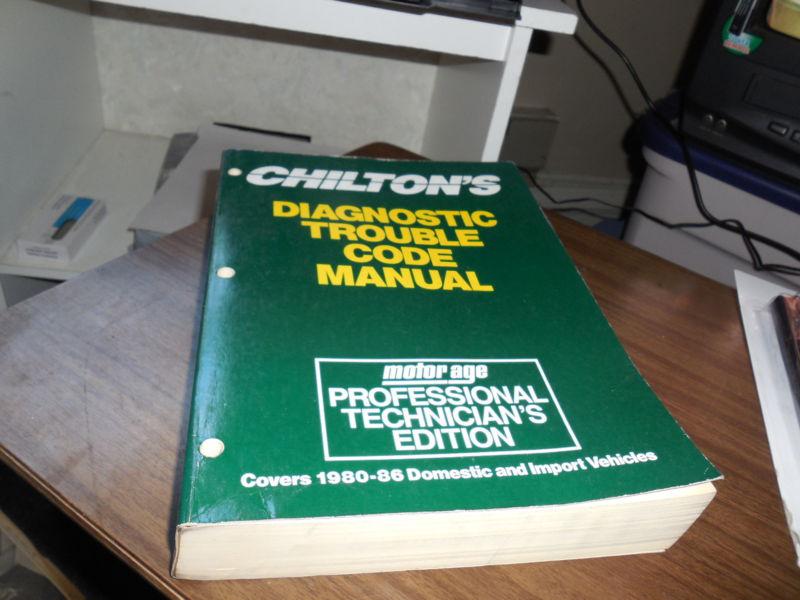 CHILTON'S
DIAGNOSTIC
TROUBLE
CODE
MANUAL
motor age
PROFESSIONAL
TECHNICIAN'S
EDITION
Covers 1980-86 Domestic and Import Vehicles